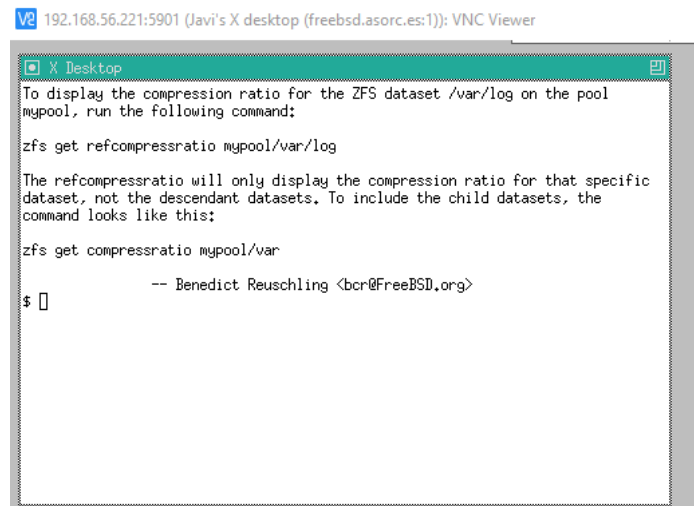 192.168.56.221:5901 (Javi's X desktop (freebsd.asorc.es:1)): VNC Viewer
X Desktop
To display the compression ratio for the ZFS dataset /var/log on the pool
mypool, run the following command:
zfs get refcompressratio mypool/var/log
The refcompressratio will only display the compression ratio for that specific
dataset, not the descendant datasets. To include the child datasets, the
command looks like this:
zfs get compressratio mypool/var
-- Benedict Reuschling <bcr@FreeBSD.org>
$